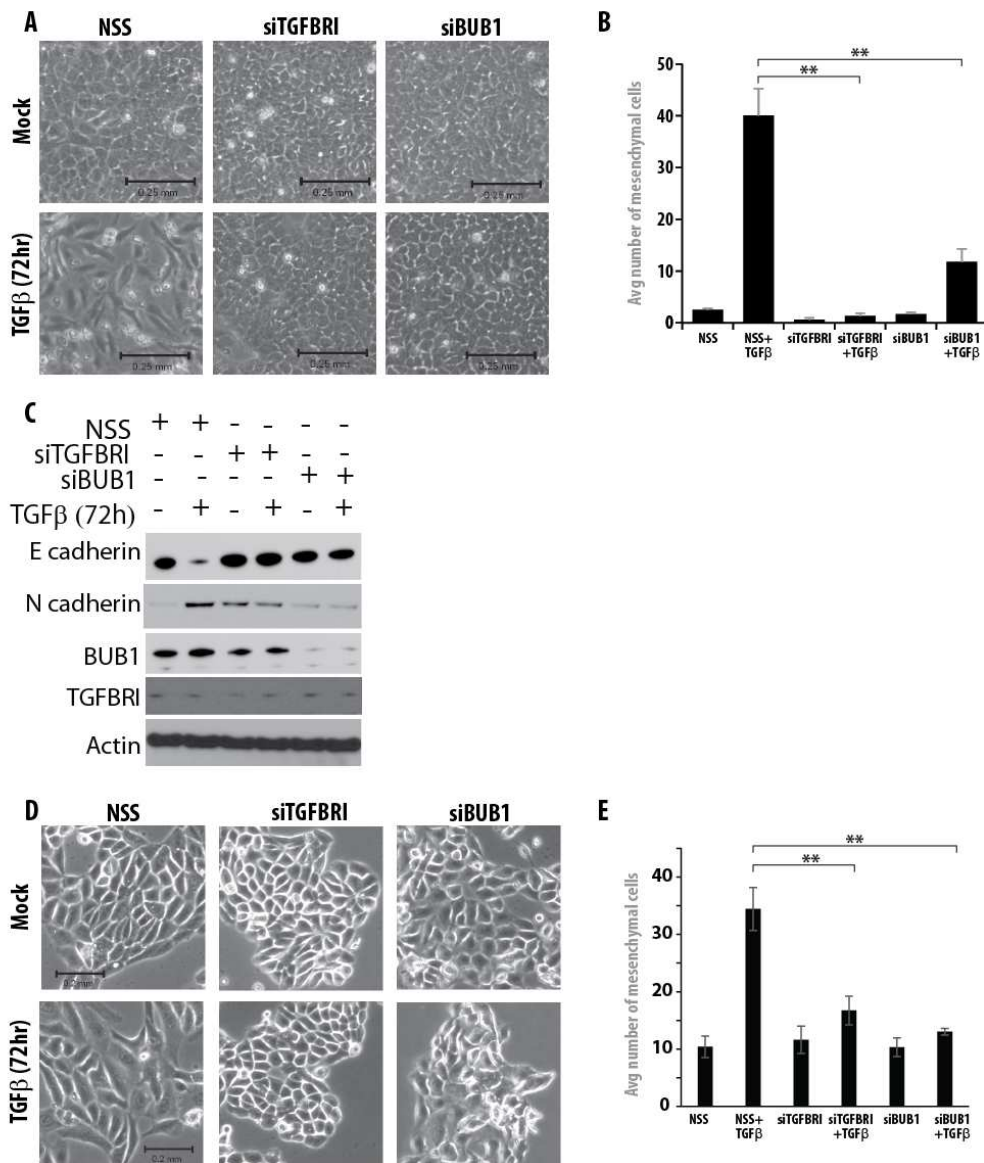 A
NSS
siTGFBRI
siBUB1
Mock
0.25 mm
0.25 mm
0.25 mm
TGFβ (72hr)
0.25 mm
0.25 mm
0.25 mm
B
**
**
Avg number of mesenchymal cells
50
40
30
20
10
0
NSS
NSS+
TGFβ
siTGFBRI
siTGFBRI
+TGFβ
siBUB1
siBUB1
+TGFβ
C
NSS + + - - - -
siTGFBRI - - + + - -
siBUB1 - - - - + +
TGFβ (72h) - + - + - +
E cadherin
N cadherin
BUB1
TGFBRI
Actin
D
NSS
siTGFBRI
siBUB1
Mock
0.2 mm
TGFβ (72hr)
0.2 mm
E
**
**
Avg number of mesenchymal cells
40
30
20
10
0
NSS
NSS+
TGFβ
siTGFBRI
siTGFBRI
+TGFβ
siBUB1
siBUB1
+TGFβ